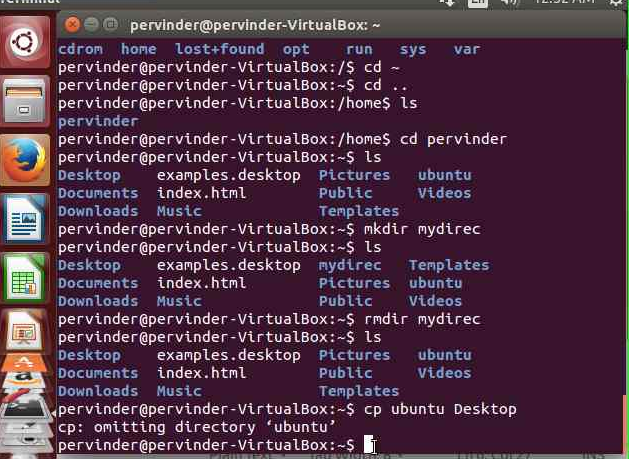 pervinder@pervinder-VirtualBox: ~
cdrom home lost+found opt run sys var
pervinder@pervinder-VirtualBox:/$ cd ~
pervinder@pervinder-VirtualBox:~$ cd ..
pervinder@pervinder-VirtualBox:/home$ ls
pervinder
pervinder@pervinder-VirtualBox:/home$ cd pervinder
pervinder@pervinder-VirtualBox:~$ ls
Desktop examples.desktop Pictures ubuntu
Documents index.html Public Videos
Downloads Music Templates
pervinder@pervinder-VirtualBox:~$ mkdir mydirec
pervinder@pervinder-VirtualBox:~$ ls
Desktop examples.desktop mydirec Templates
Documents index.html Pictures ubuntu
Downloads Music Public Videos
pervinder@pervinder-VirtualBox:~$ rmdir mydirec
pervinder@pervinder-VirtualBox:~$ ls
Desktop examples.desktop Pictures ubuntu
Documents index.html Public Videos
Downloads Music Templates
pervinder@pervinder-VirtualBox:~$ cp ubuntu Desktop
cp: omitting directory ‘ubuntu’
pervinder@pervinder-VirtualBox:~$